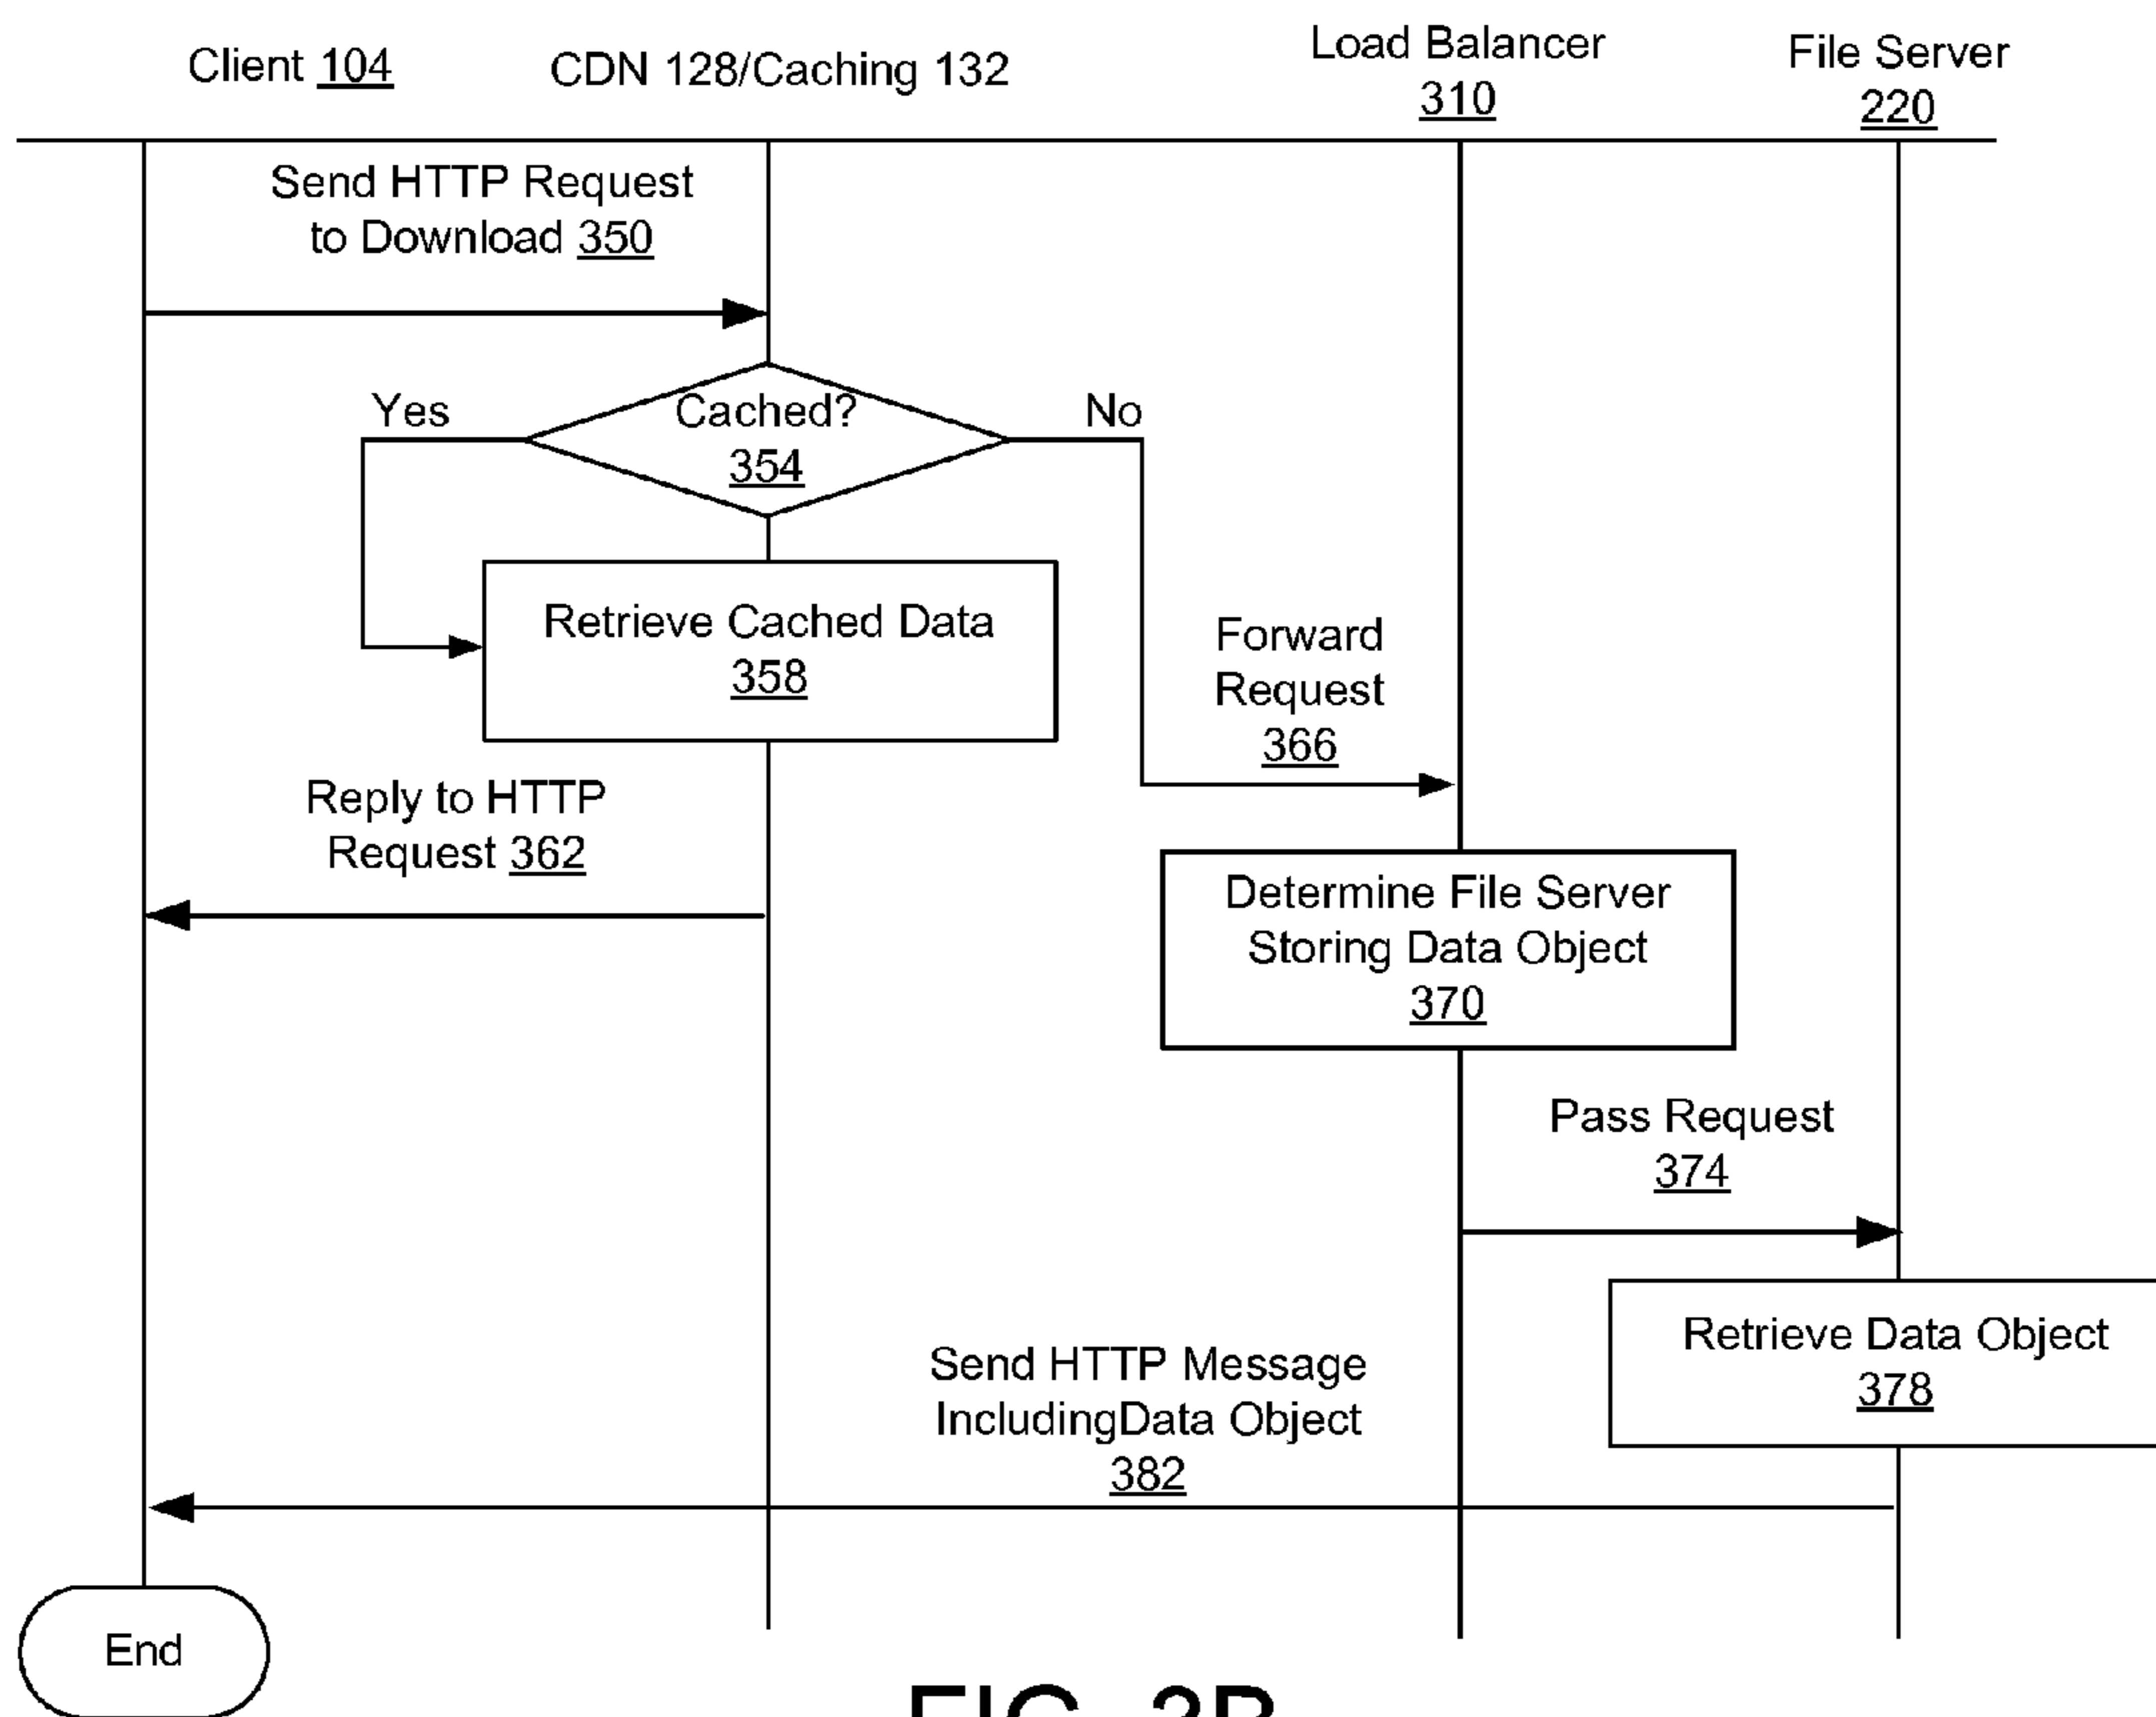 Client 104
CDN 128/Caching 132
Load Balancer
310
File Server
220
Send HTTP Request
to Download 350
Yes
Cached?
354
No
Retrieve Cached Data
358
Forward
Request
366
Reply to HTTP
Request 362
Determine File Server
Storing Data Object
370
Pass Request
374
Retrieve Data Object
378
Send HTTP Message
IncludingData Object
382
End
FIG. 3B